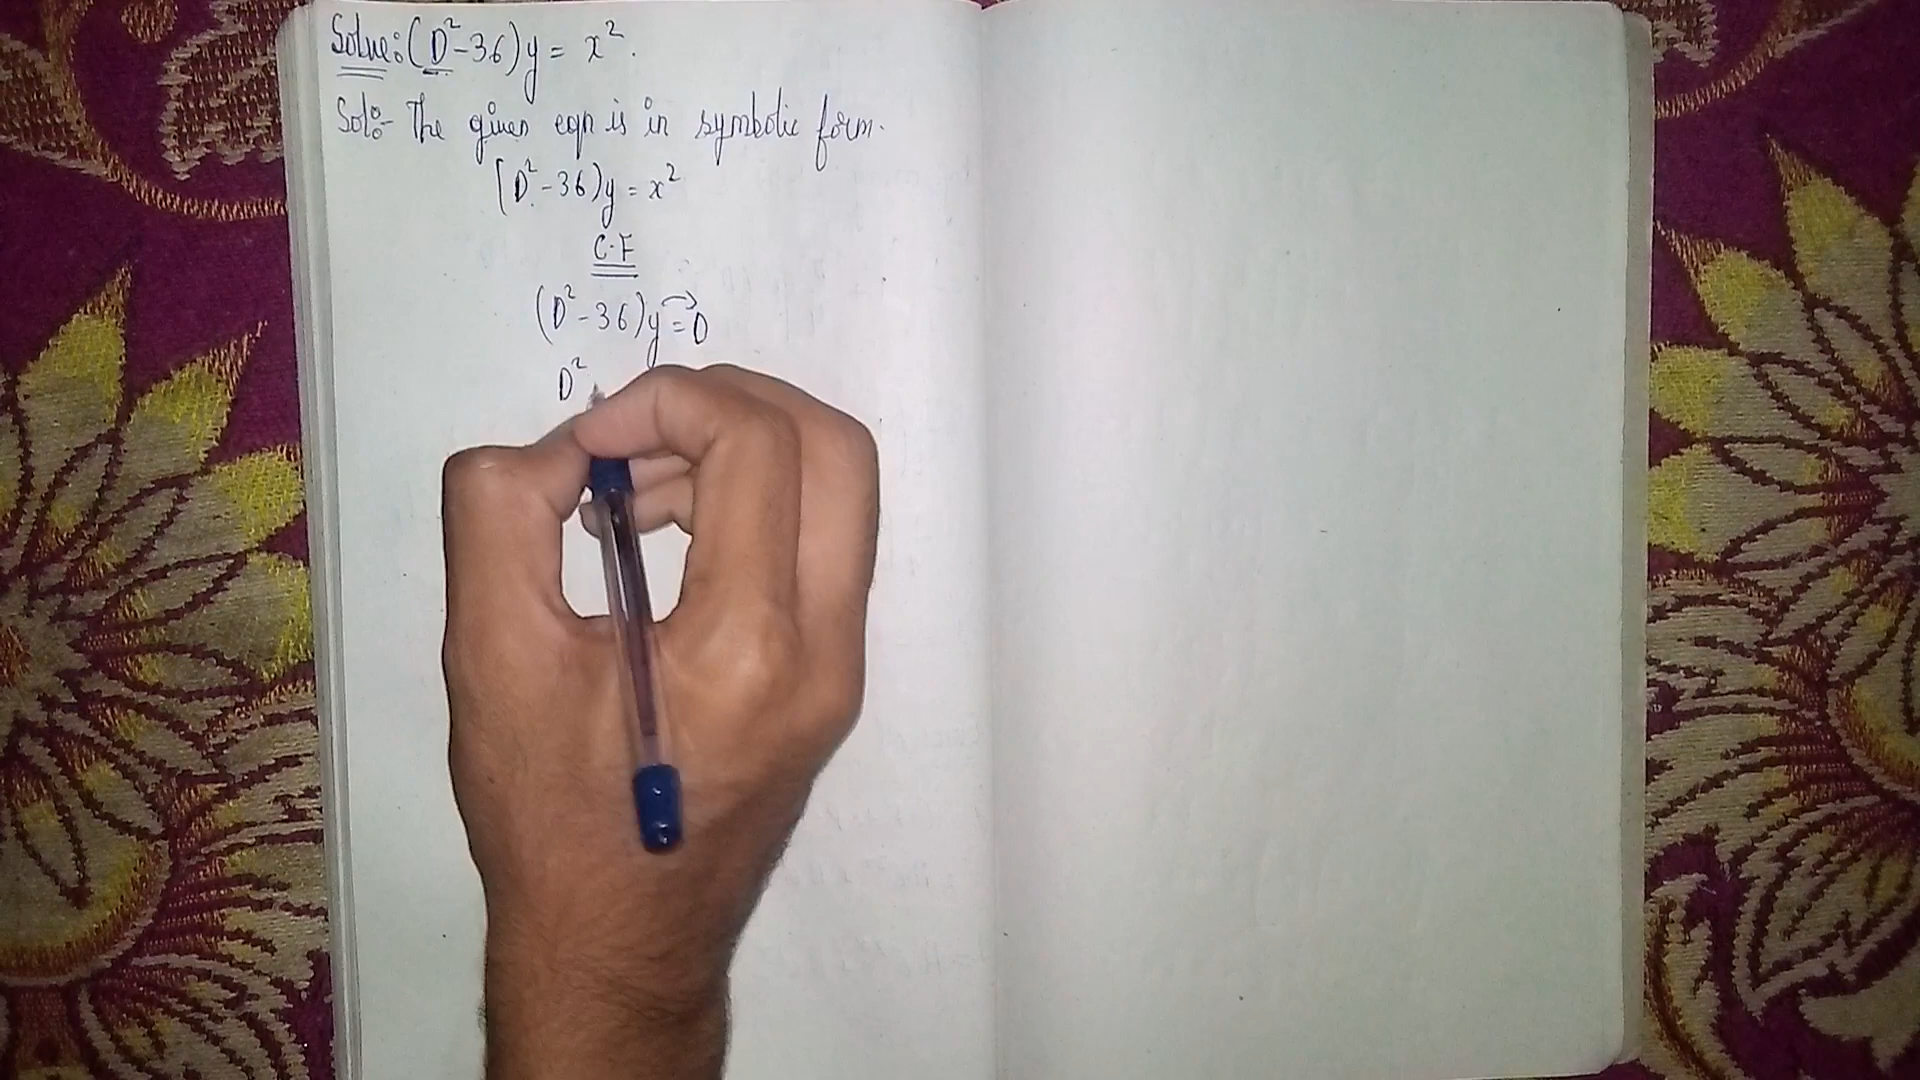 Solve:(D²-36)y = x².
Sol:- The given eqn is in symbolic form.
(D²-36)y = x²
C.F
(D²-36)y = 0
D²